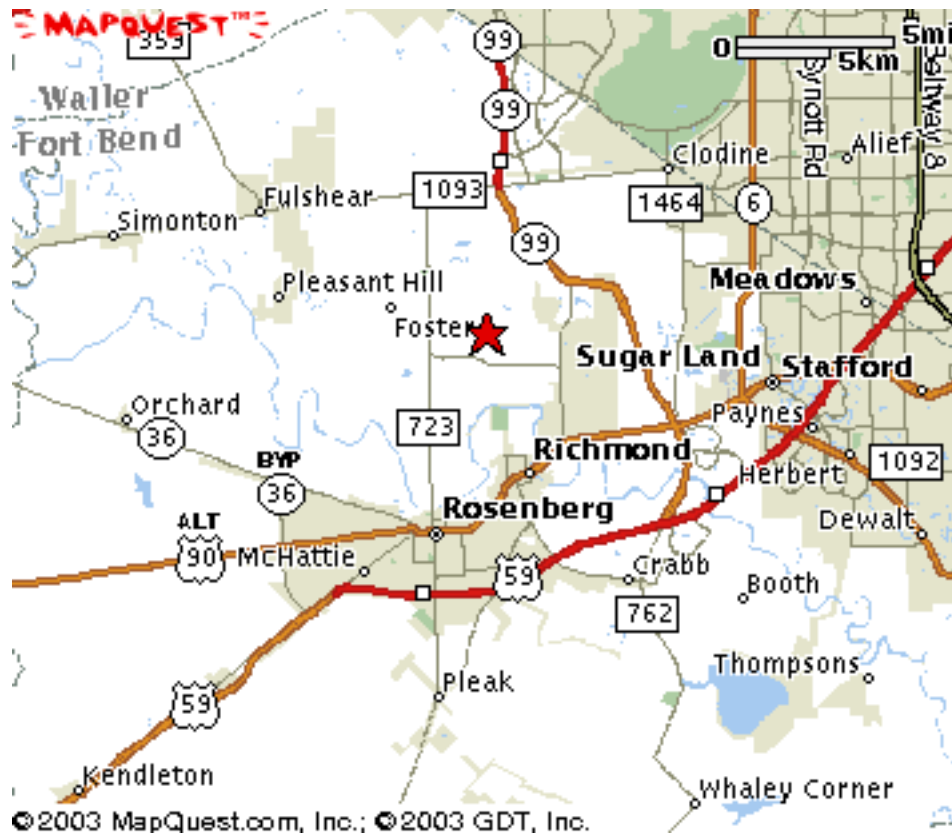 MAPQUEST™
359
99
0
5mi
5km
Waller
Fort Bend
99
Synott Rd
Beltway 8
Clodine
Alief
1093
1464
6
Fulshear
Simonton
99
Pleasant Hill
Meadows
Foster
Sugar Land
Stafford
Orchard
36
723
Paynes
BYP
36
Richmond
Herbert
1092
Rosenberg
ALT
90
Dewalt
McHattie
59
Crabb
Booth
762
Thompsons
Pleak
59
Kendleton
Whaley Corner
©2003 MapQuest.com, Inc.; ©2003 GDT, Inc.